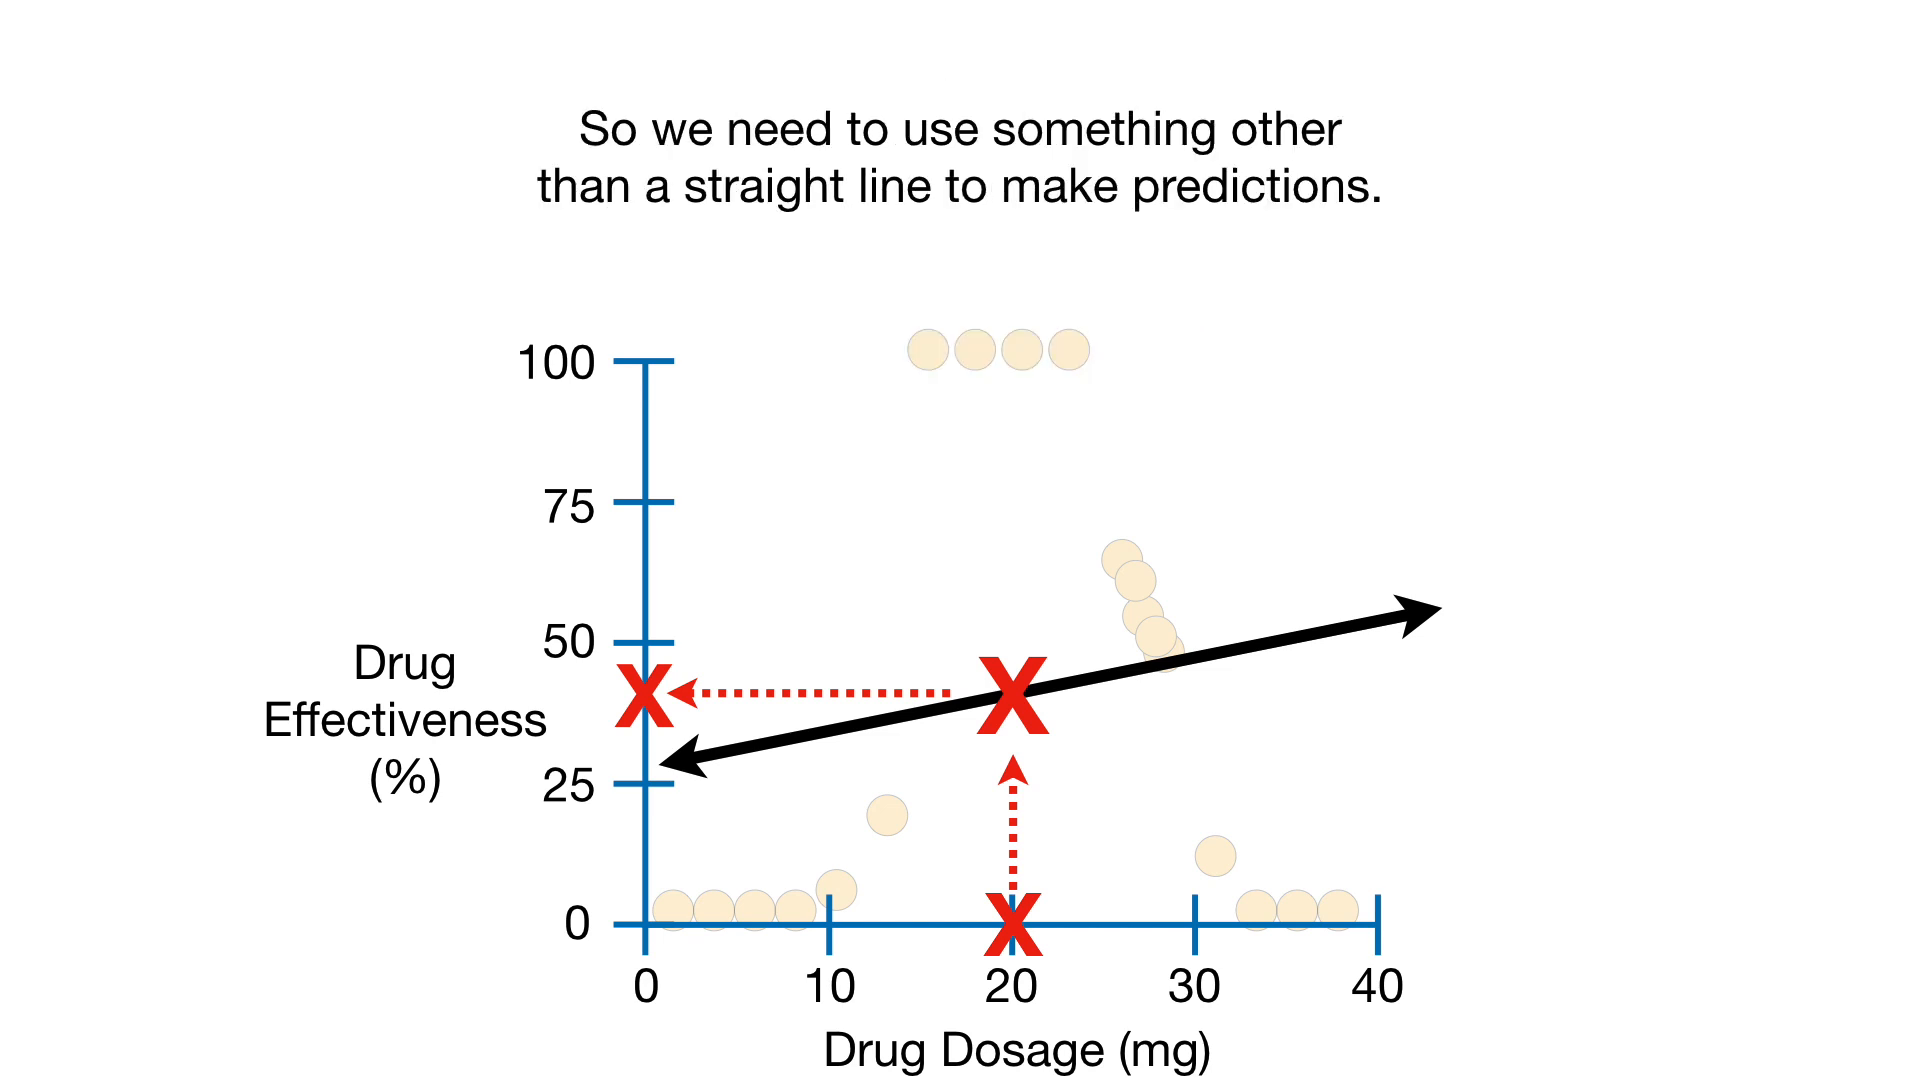 So we need to use something other
than a straight line to make predictions.
100
75
50
25
0
Drug
Effectiveness
(%)
X
X
X
0
10
20
30
40
Drug Dosage (mg)